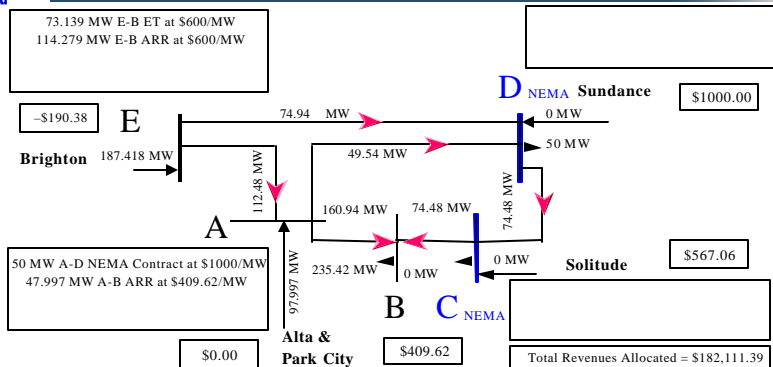 73.139 MW E-B ET at $600/MW
114.279 MW E-B ARR at $600/MW
D NEMA Sundance
$1000.00
–$190.38
E
74.94 MW
0 MW
Brighton
187.418 MW
49.54 MW
50 MW
112.48 MW
74.48 MW
160.94 MW
74.48 MW
A
50 MW A-D NEMA Contract at $1000/MW
47.997 MW A-B ARR at $409.62/MW
97.997 MW
235.42 MW
0 MW
0 MW
Solitude
$567.06
B
C NEMA
Alta &
Park City
$0.00
$409.62
Total Revenues Allocated = $182,111.39